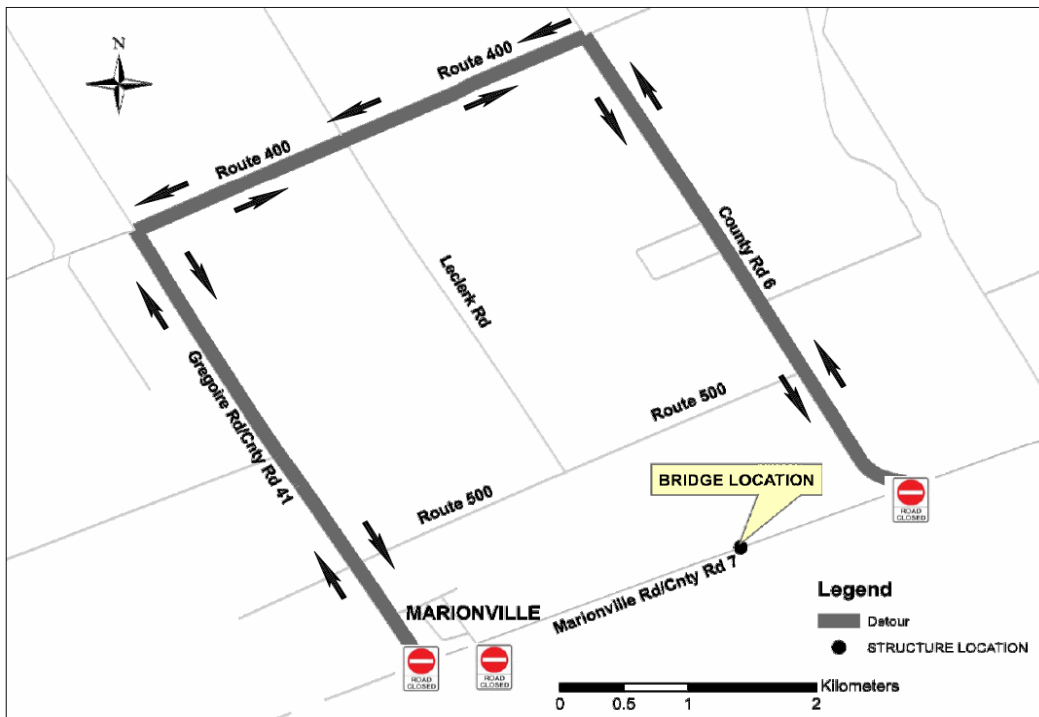 N
Route 400
Route 400
County Rd 6
Leclerk Rd
Gregoire Rd/Cnty Rd 41
Route 500
Route 500
BRIDGE LOCATION
ROAD
CLOSED
Marionville Rd/Cnty Rd 7
MARIONVILLE
ROAD
CLOSED
ROAD
CLOSED
Legend
Detour
STRUCTURE LOCATION
Kilometers
0 0.5 1 2